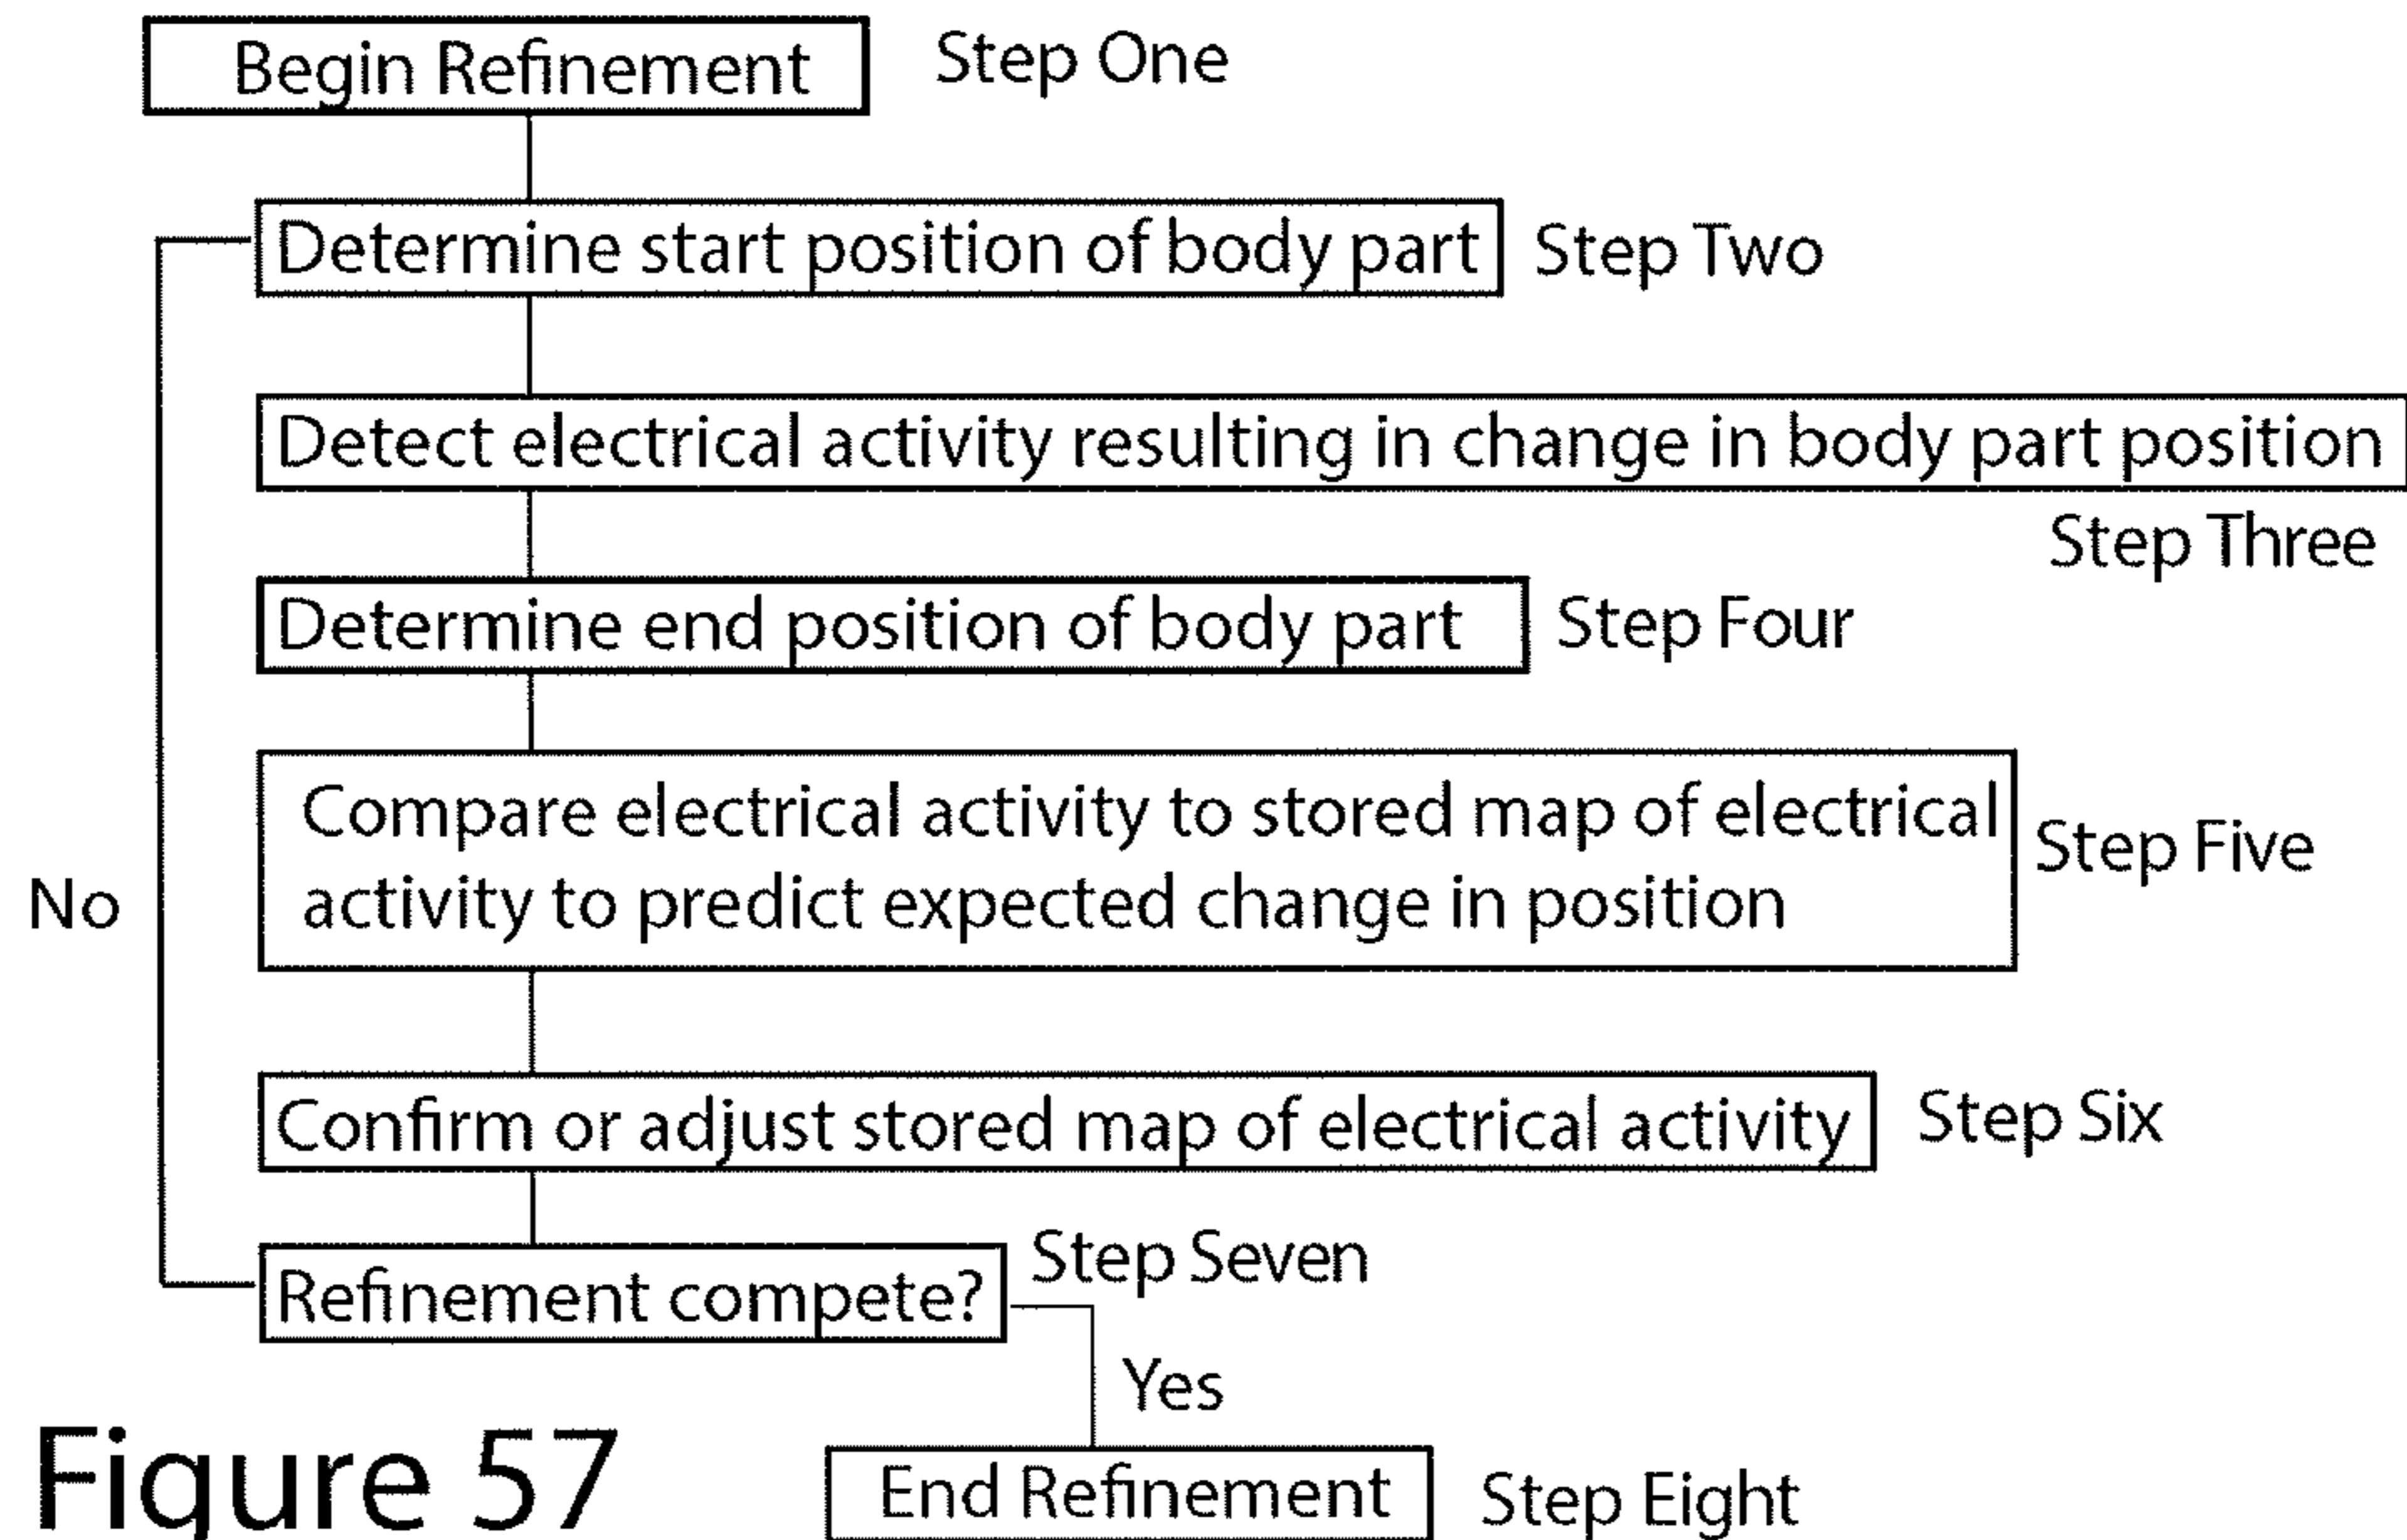 Begin Refinement
Step One
Determine start position of body part
Step Two
Detect electrical activity resulting in change in body part position
Step Three
Determine end position of body part
Step Four
Compare electrical activity to stored map of electrical
activity to predict expected change in position
Step Five
No
Confirm or adjust stored map of electrical activity
Step Six
Refinement compete?
Step Seven
Yes
End Refinement
Step Eight
Figure 57